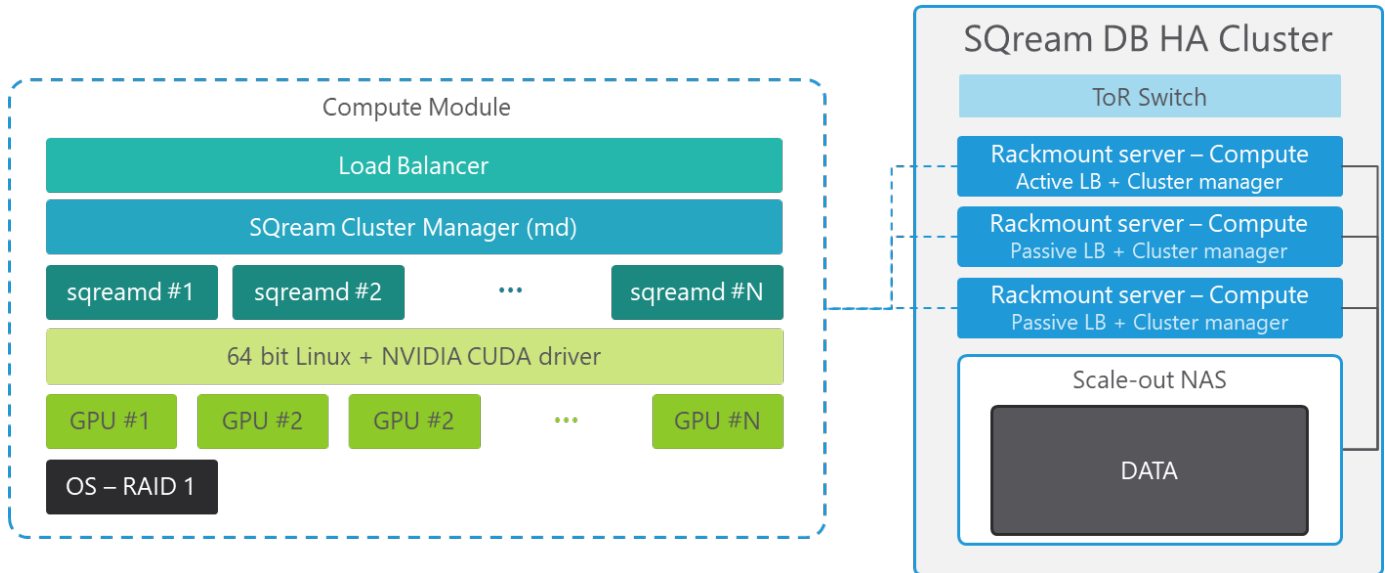 Compute Module
Load Balancer
SQream Cluster Manager (md)
sqreamd #1
sqreamd #2
...
sqreamd #N
64 bit Linux + NVIDIA CUDA driver
GPU #1
GPU #2
GPU #2
...
GPU #N
OS – RAID 1
SQream DB HA Cluster
ToR Switch
Rackmount server – Compute
Active LB + Cluster manager
Rackmount server – Compute
Passive LB + Cluster manager
Rackmount server – Compute
Passive LB + Cluster manager
Scale-out NAS
DATA